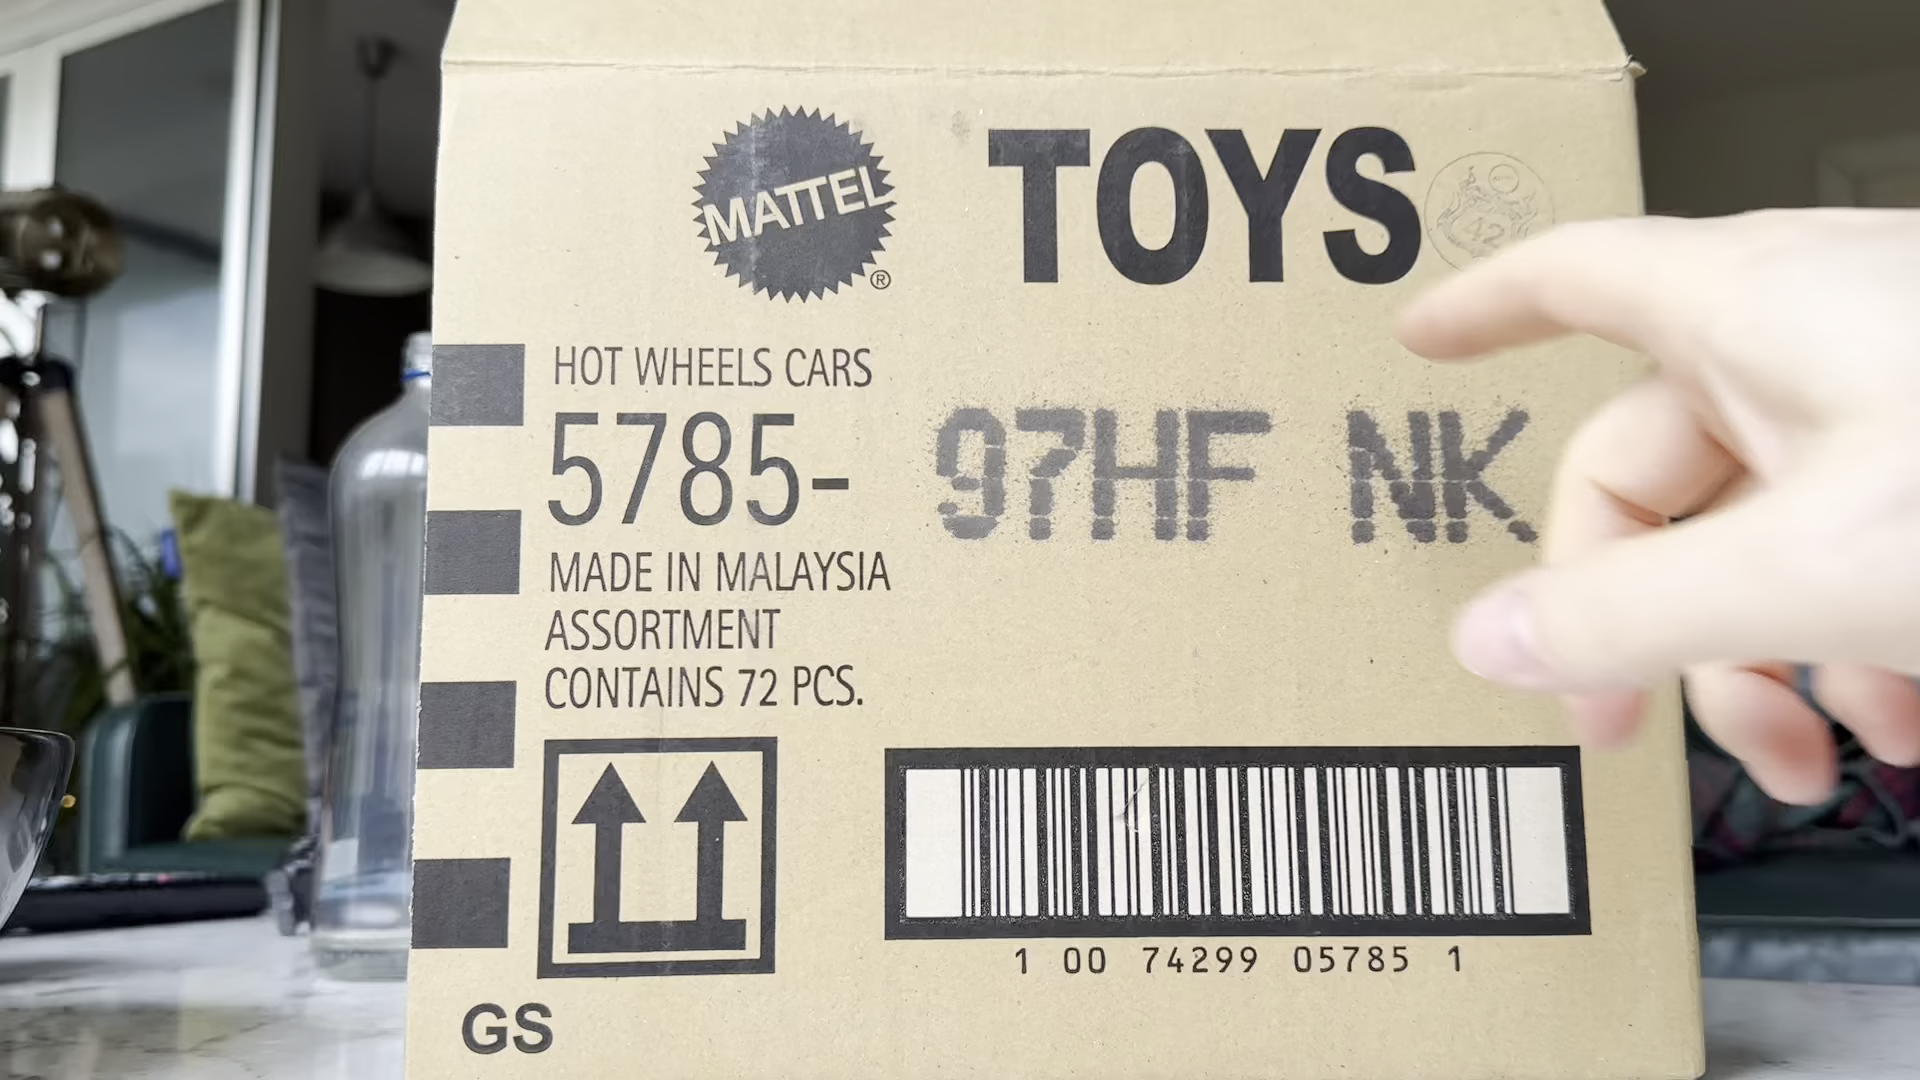 MATTEL ®
TOYS
42
HOT WHEELS CARS
5785- 97HF NK
MADE IN MALAYSIA
ASSORTMENT
CONTAINS 72 PCS.
1 00 74299 05785 1
GS